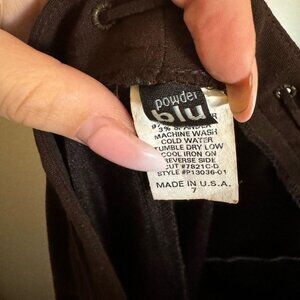 powder
blu
3%
MACHINE WASH
COLD WATER
TUMBLE DRY LOW
COOL IRON ON
REVERSE SIDE
CUT #7821C-D
STYLE #P13036-01
MADE IN U.S.A.
7